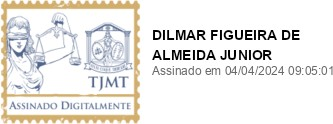 TJMT
ASSINADO DIGITALMENTE
DILMAR FIGUEIRA DE
ALMEIDA JUNIOR
Assinado em 04/04/2024 09:05:01